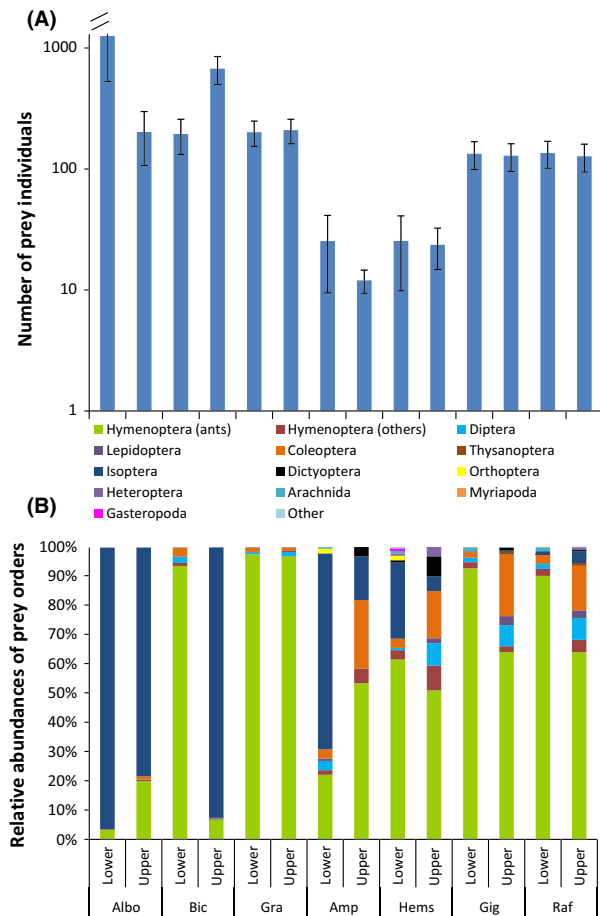 (A)
Number of prey individuals
1000
100
10
1
Hymenoptera (ants) Hymenoptera (others) Diptera
Lepidoptera Coleoptera Thysanoptera
Isoptera Dictyoptera Orthoptera
Heteroptera Arachnida Myriapoda
Gasteropoda Other
(B)
Relative abundances of prey orders
100%
90%
80%
70%
60%
50%
40%
30%
20%
10%
0%
Lower Upper Lower Upper Lower Upper Lower Upper Lower Upper Lower Upper Lower Upper
Albo Bic Gra Amp Hems Gig Raf